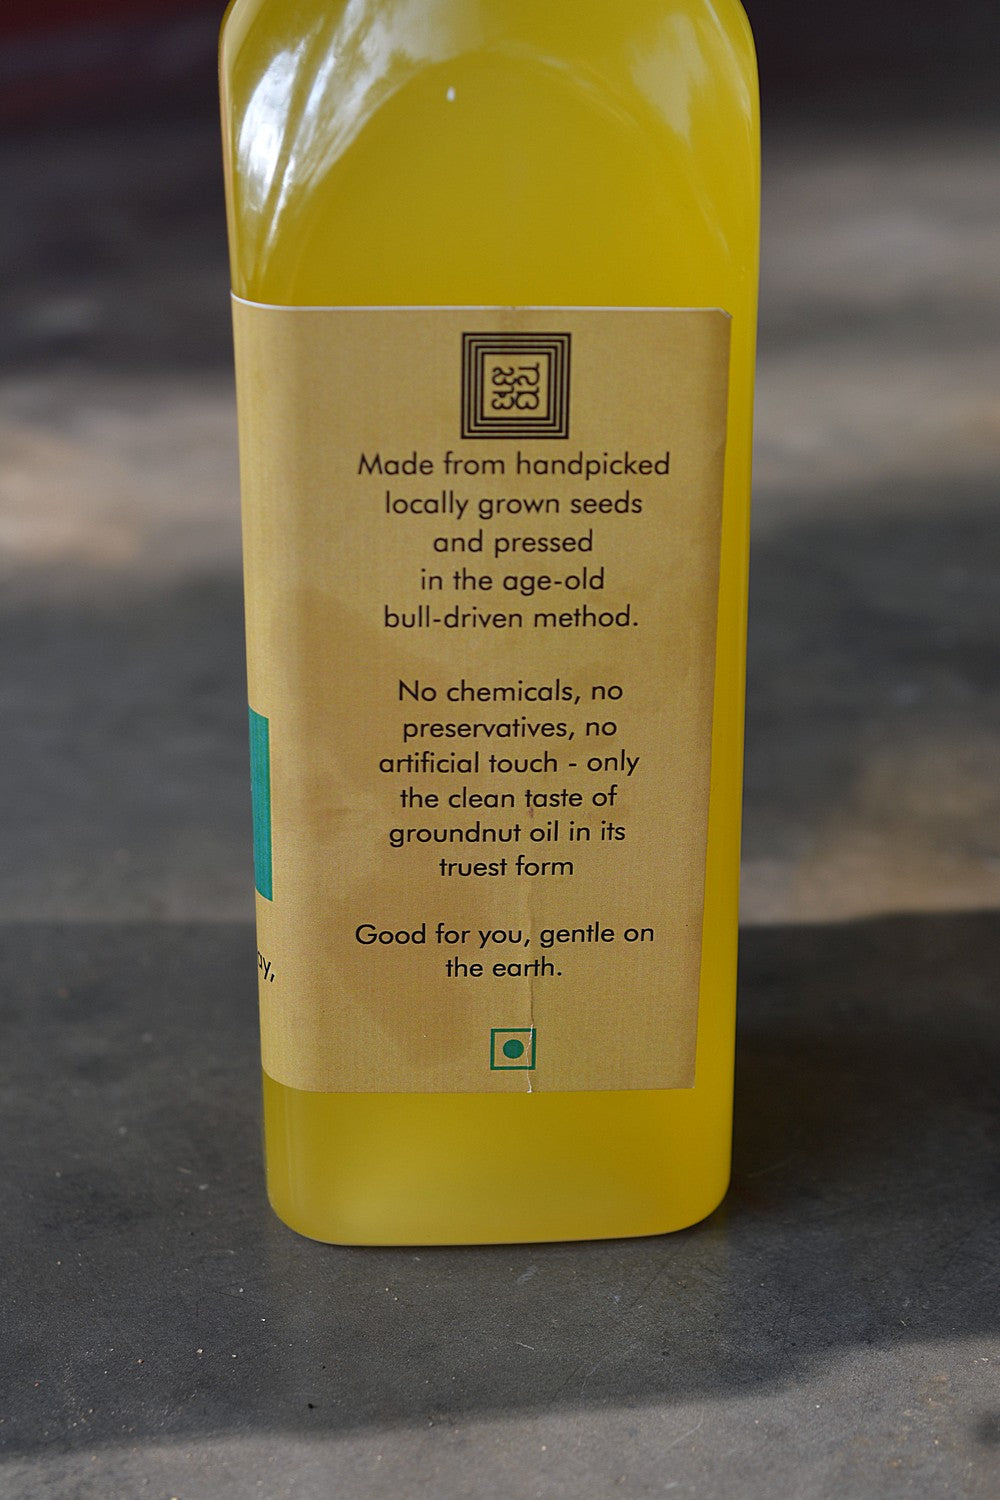 ಜನ
ಪದ
Made from handpicked
locally grown seeds
and pressed
in the age-old
bull-driven method.
No chemicals, no
preservatives, no
artificial touch - only
the clean taste of
groundnut oil in its
truest form
Good for you, gentle on
the earth.